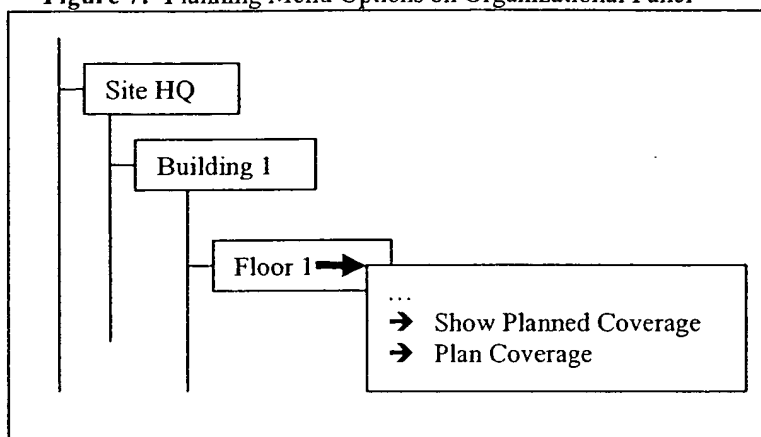 Figure 7. Planning Menu Options on Organizational Panel
Site HQ
Building 1
Floor 1
...
➔ Show Planned Coverage
➔ Plan Coverage